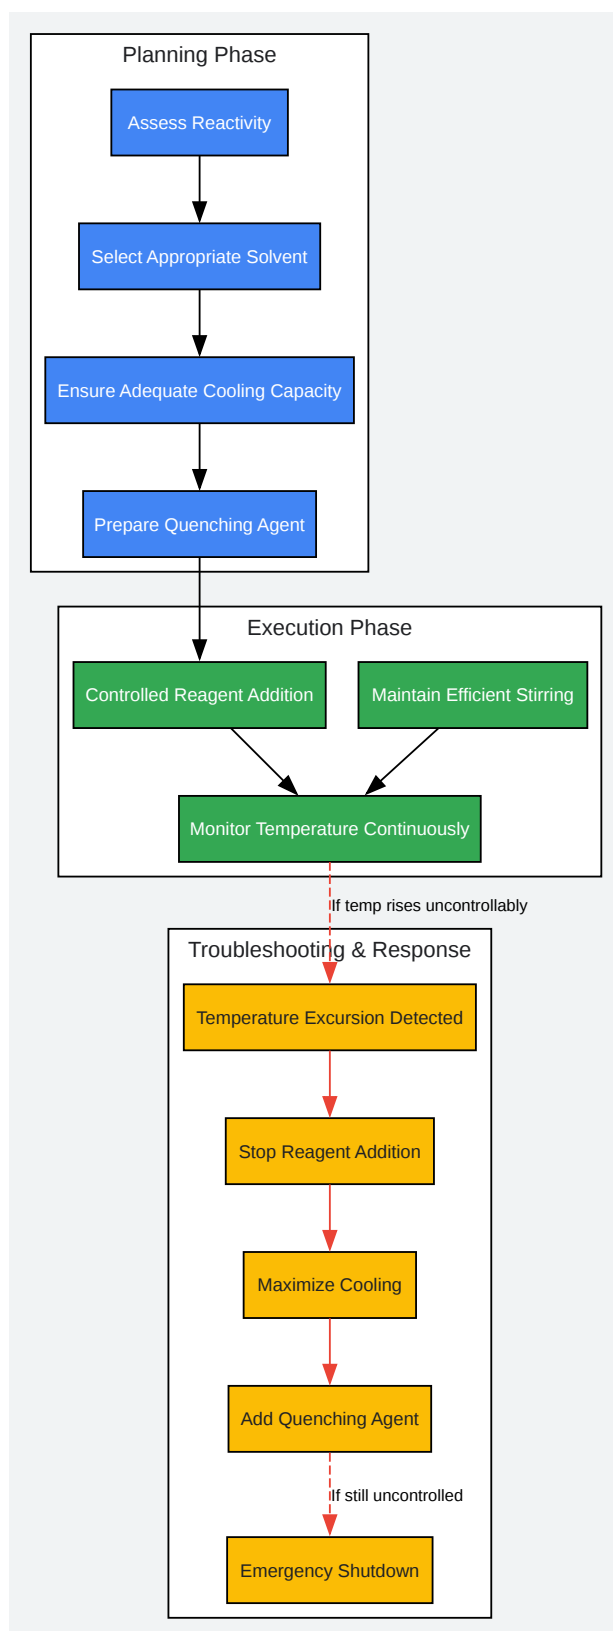 Planning Phase
Assess Reactivity
Select Appropriate Solvent
Ensure Adequate Cooling Capacity
Prepare Quenching Agent
Execution Phase
Controlled Reagent Addition
Maintain Efficient Stirring
Monitor Temperature Continuously
If temp rises uncontrollably
Troubleshooting & Response
Temperature Excursion Detected
Stop Reagent Addition
Maximize Cooling
Add Quenching Agent
If still uncontrolled
Emergency Shutdown